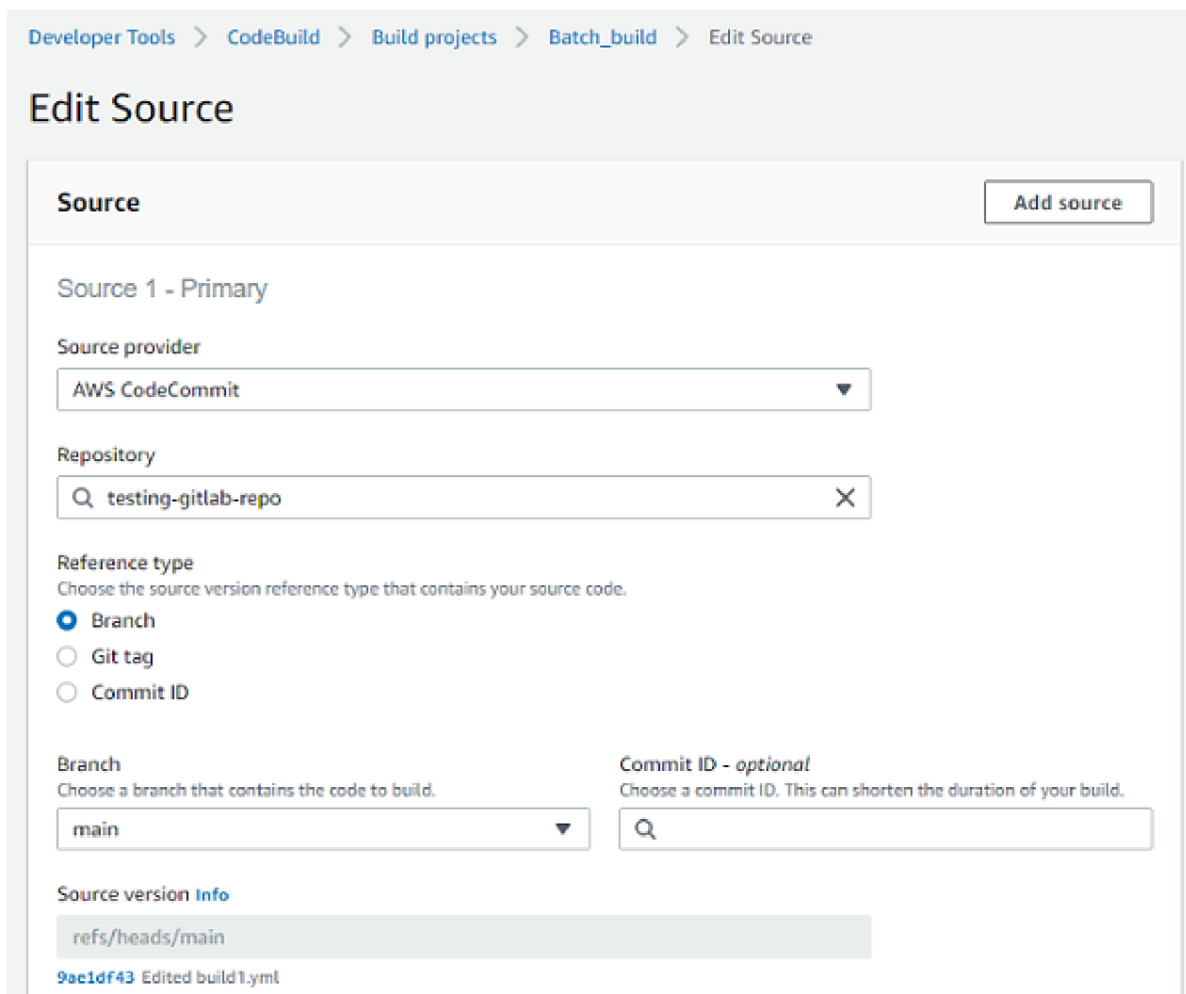 Developer Tools > CodeBuild > Build projects > Batch_build > Edit Source
Edit Source
Source
Add source
Source 1 - Primary
Source provider
AWS CodeCommit
Repository
testing-gitlab-repo
Reference type
Choose the source version reference type that contains your source code.
Branch
Git tag
Commit ID
Branch
Choose a branch that contains the code to build.
main
Commit ID - optional
Choose a commit ID. This can shorten the duration of your build.
Source version Info
refs/heads/main
9ae1df43 Edited build1.yml